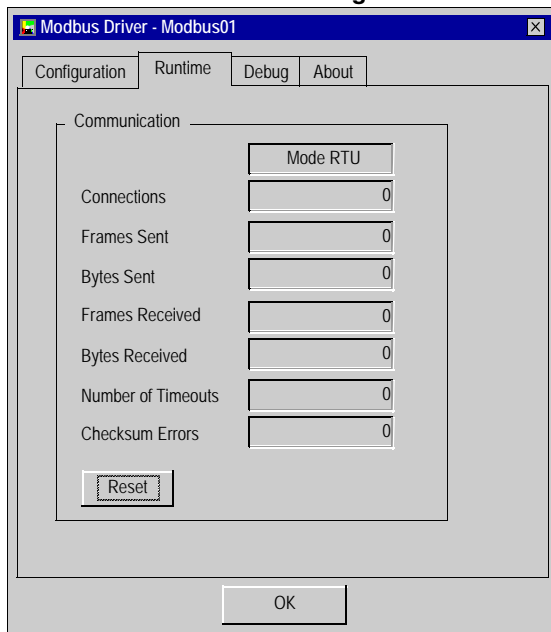 Modbus Driver - Modbus01
Configuration Runtime Debug About
Communication
Mode RTU
Connections 0
Frames Sent 0
Bytes Sent 0
Frames Received 0
Bytes Received 0
Number of Timeouts 0
Checksum Errors 0
Reset
OK